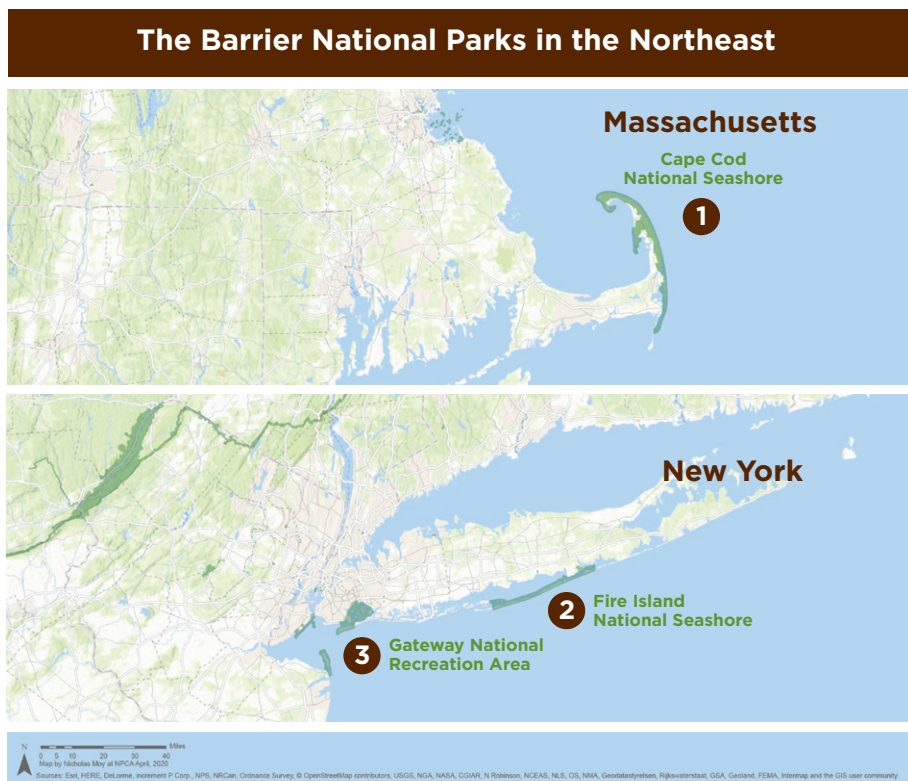 The Barrier National Parks in the Northeast
Massachusetts
Cape Cod
National Seashore
1
New York
2
Fire Island
National Seashore
3
Gateway National
Recreation Area
N
Miles
0 5 10 20 30 40
Map by Nicholas Moy at NPCA April, 2020
Sources: Esri, HERE, DeLorme, increment P Corp., NPS, NRCan, Ordnance Survey, © OpenStreetMap contributors, USGS, NGA, NASA, CGIAR, N Robinson, NCEAS, NLS, OS, NMA, Geodatastyrelsen, Rijkswaterstaat, GSA, Geoland, FEMA, Intermap and the GIS user community